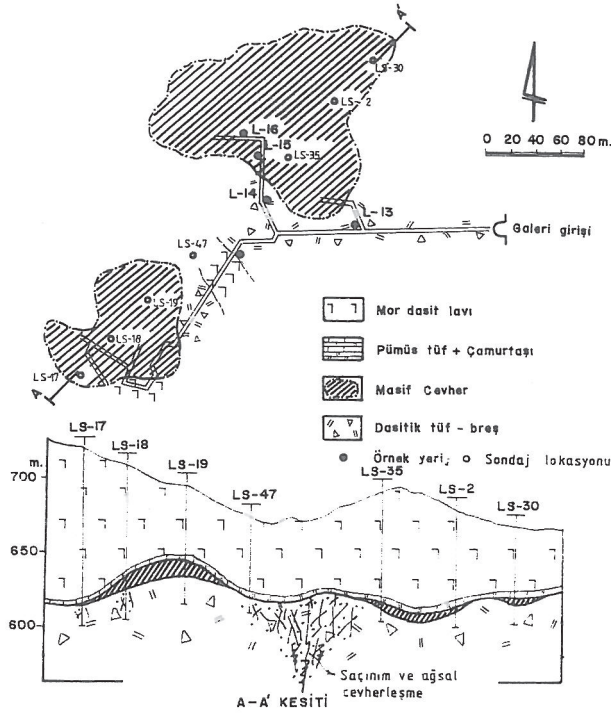 A'
LS-30
LS-2
L-16
L-15
LS-35
L-14
L-13
0 20 40 60 80 m.
Galeri girişi
LS-47
LS-19
LS-18
LS-17
A
Mor dasit lavı
Pümüs tüf + Çamurtaşı
Masif Cevher
Dasitik tüf - breş
Örnek yeri, Sondaj lokasyonu
LS-17
LS-18
LS-19
LS-47
LS-35
LS-2
LS-30
m.
700
650
600
Saçınım ve ağsal
cevherleşme
A-A' KESİTİ